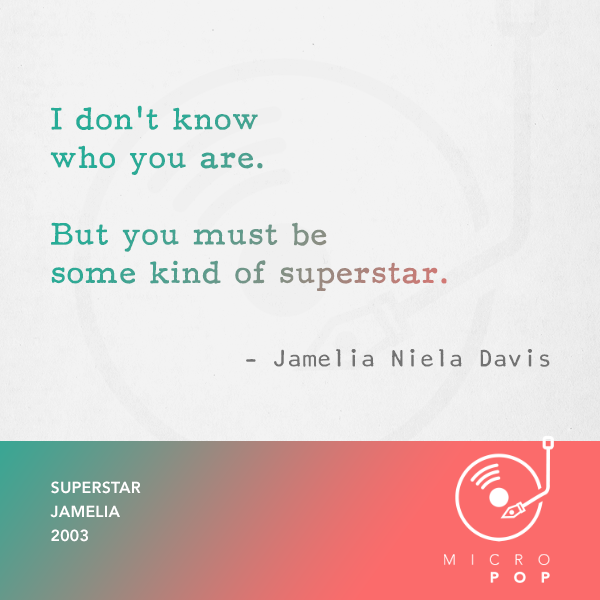 I don't know
who you are.
But you must be
some kind of superstar.
– Jamelia Niela Davis
SUPERSTAR
JAMELIA
2003
MICRO
POP